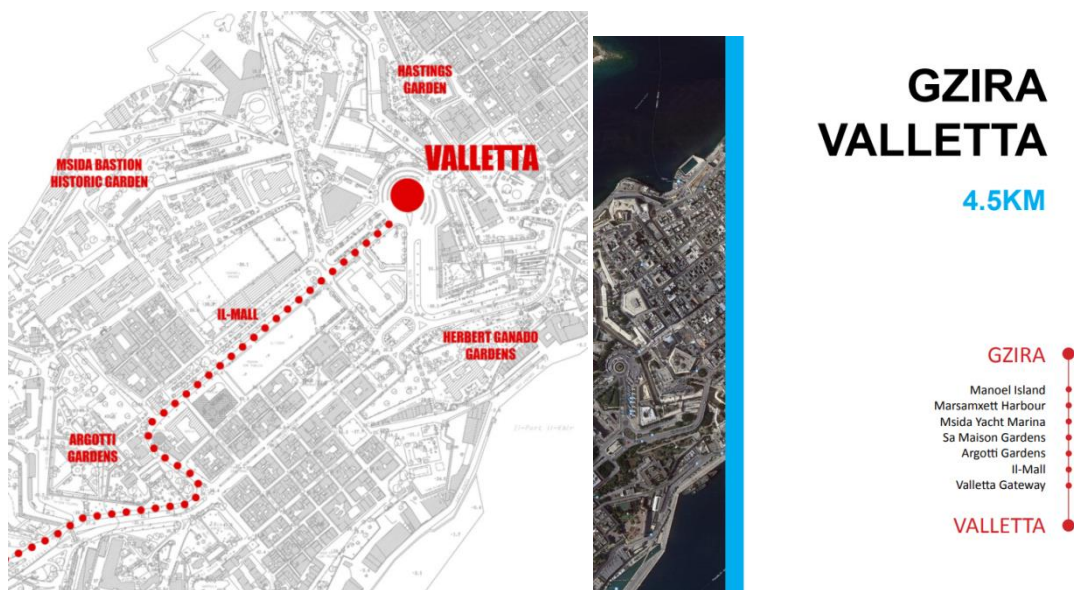 HASTINGS
GARDEN
VALLETTA
MSIDA BASTION
HISTORIC GARDEN
IL-MALL
HERBERT GANADO
GARDENS
ARGOTTI
GARDENS
GZIRA
VALLETTA
4.5KM
GZIRA
Manoel Island
Marsamxett Harbour
Msida Yacht Marina
Sa Maison Gardens
Argotti Gardens
Il-Mall
Valletta Gateway
VALLETTA